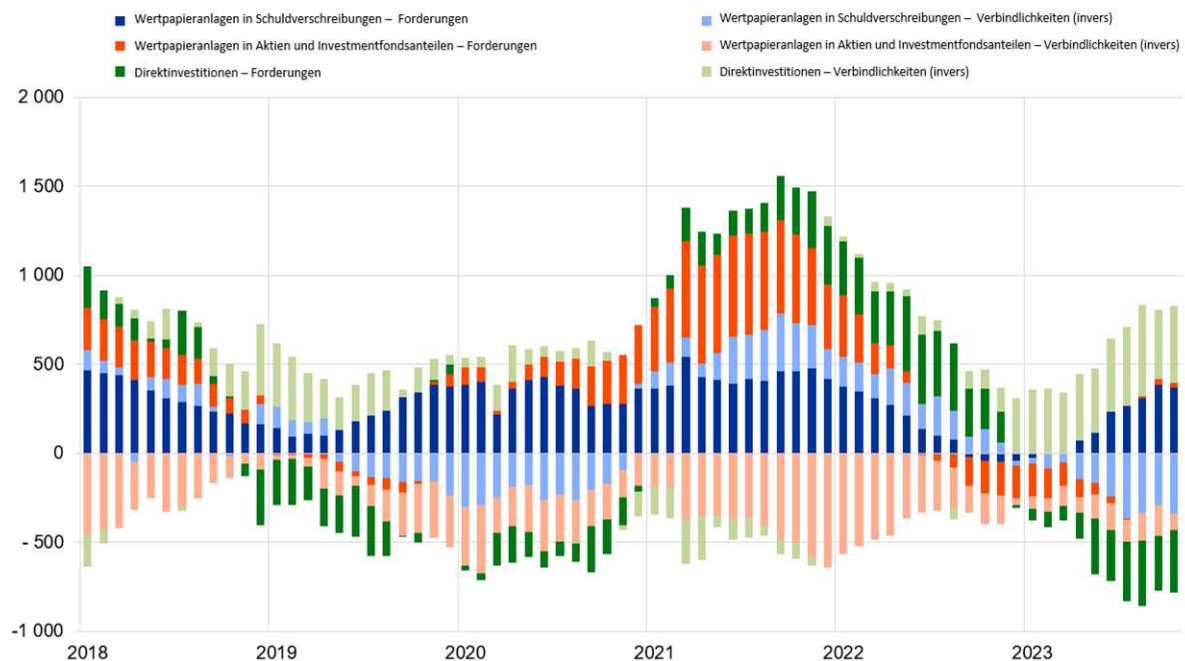 Wertpapieranlagen in Schuldverschreibungen – Forderungen
Wertpapieranlagen in Schuldverschreibungen – Verbindlichkeiten (invers)
Wertpapieranlagen in Aktien und Investmentfondsanteilen – Forderungen
Wertpapieranlagen in Aktien und Investmentfondsanteilen – Verbindlichkeiten (invers)
Direktinvestitionen – Forderungen
Direktinvestitionen – Verbindlichkeiten (invers)
2 000
1 500
1 000
500
0
- 500
-1 000
2018 2019 2020 2021 2022 2023